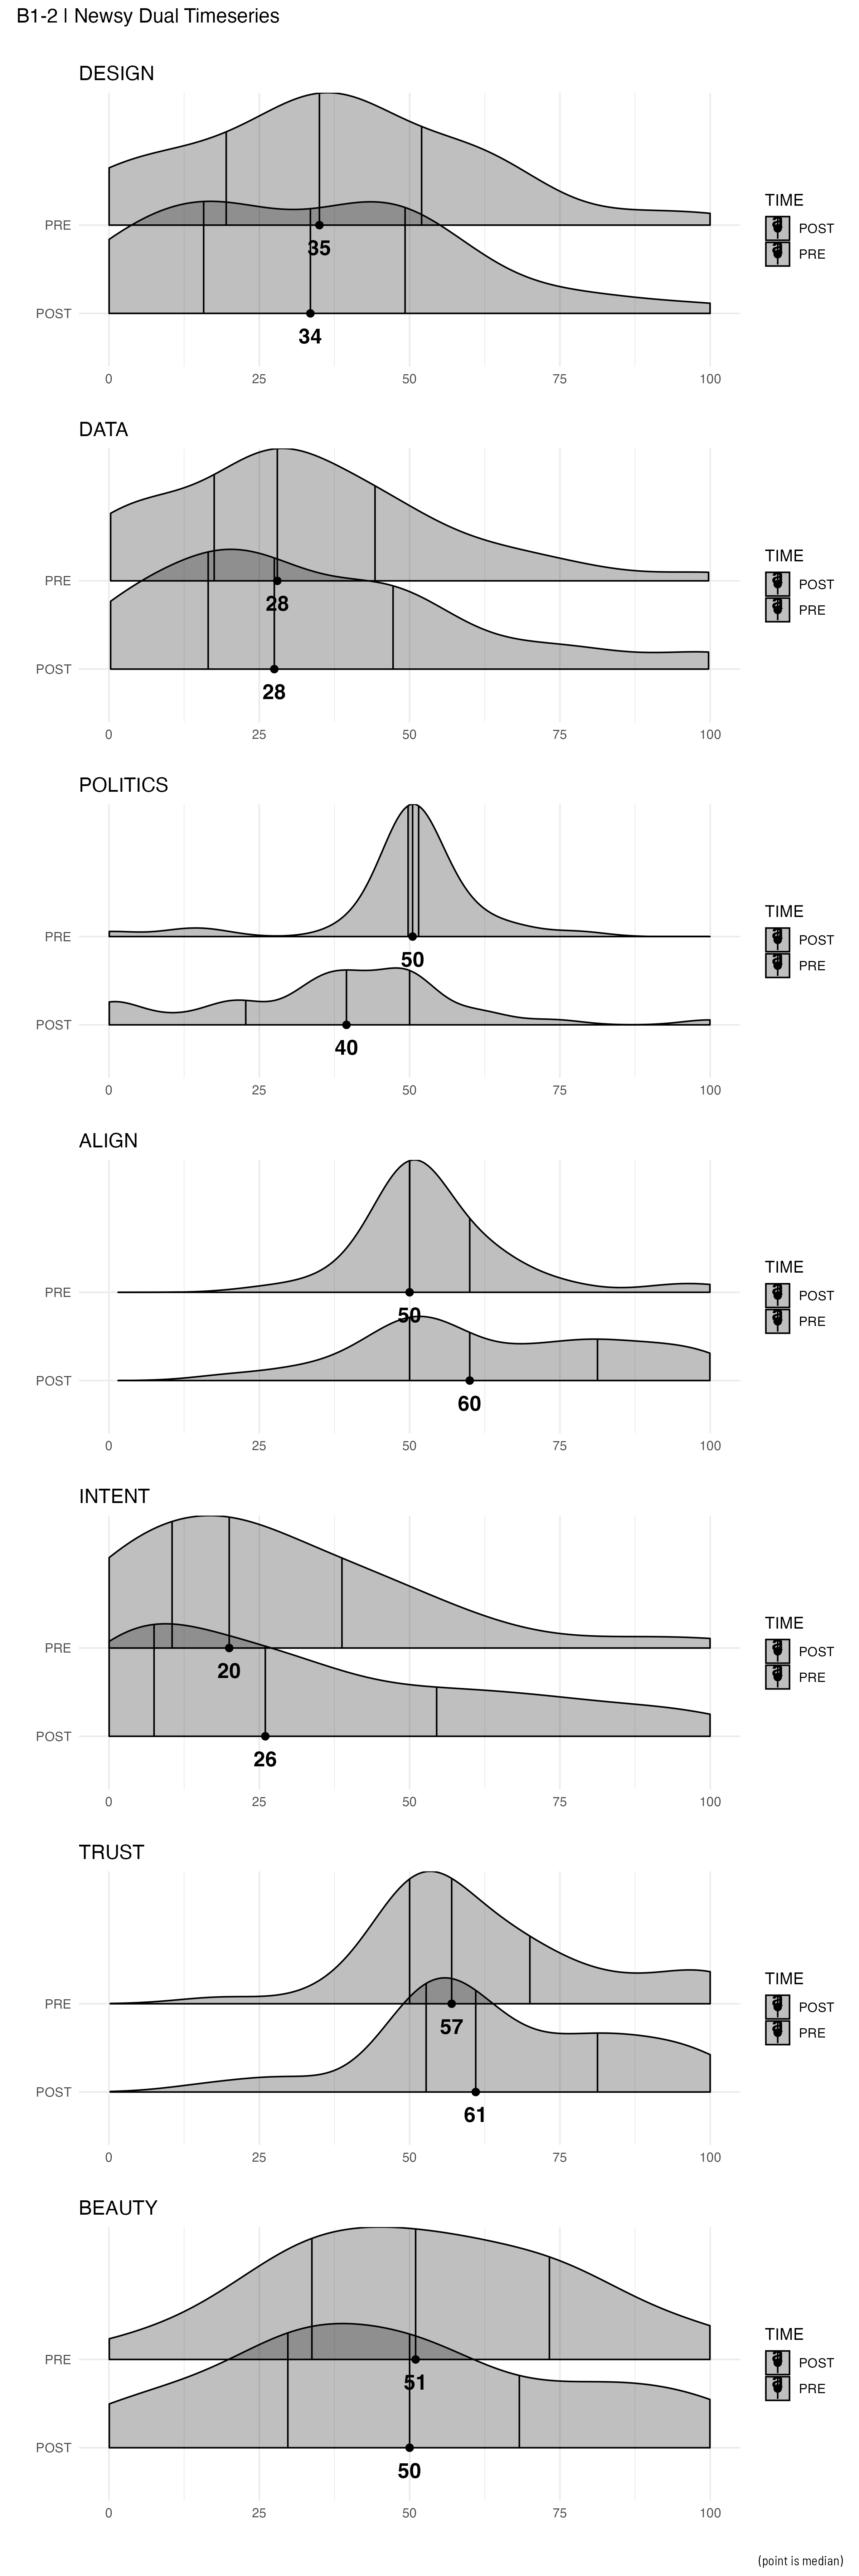 B1-2 | Newsy Dual Timeseries
DESIGN
PRE
35
POST
34
0 25 50 75 100
TIME
POST
PRE
DATA
PRE
28
POST
28
0 25 50 75 100
TIME
POST
PRE
POLITICS
PRE
50
POST
40
0 25 50 75 100
TIME
POST
PRE
ALIGN
PRE
50
POST
60
0 25 50 75 100
TIME
POST
PRE
INTENT
PRE
20
POST
26
0 25 50 75 100
TIME
POST
PRE
TRUST
PRE
57
POST
61
0 25 50 75 100
TIME
POST
PRE
BEAUTY
PRE
51
POST
50
0 25 50 75 100
TIME
POST
PRE
(point is median)